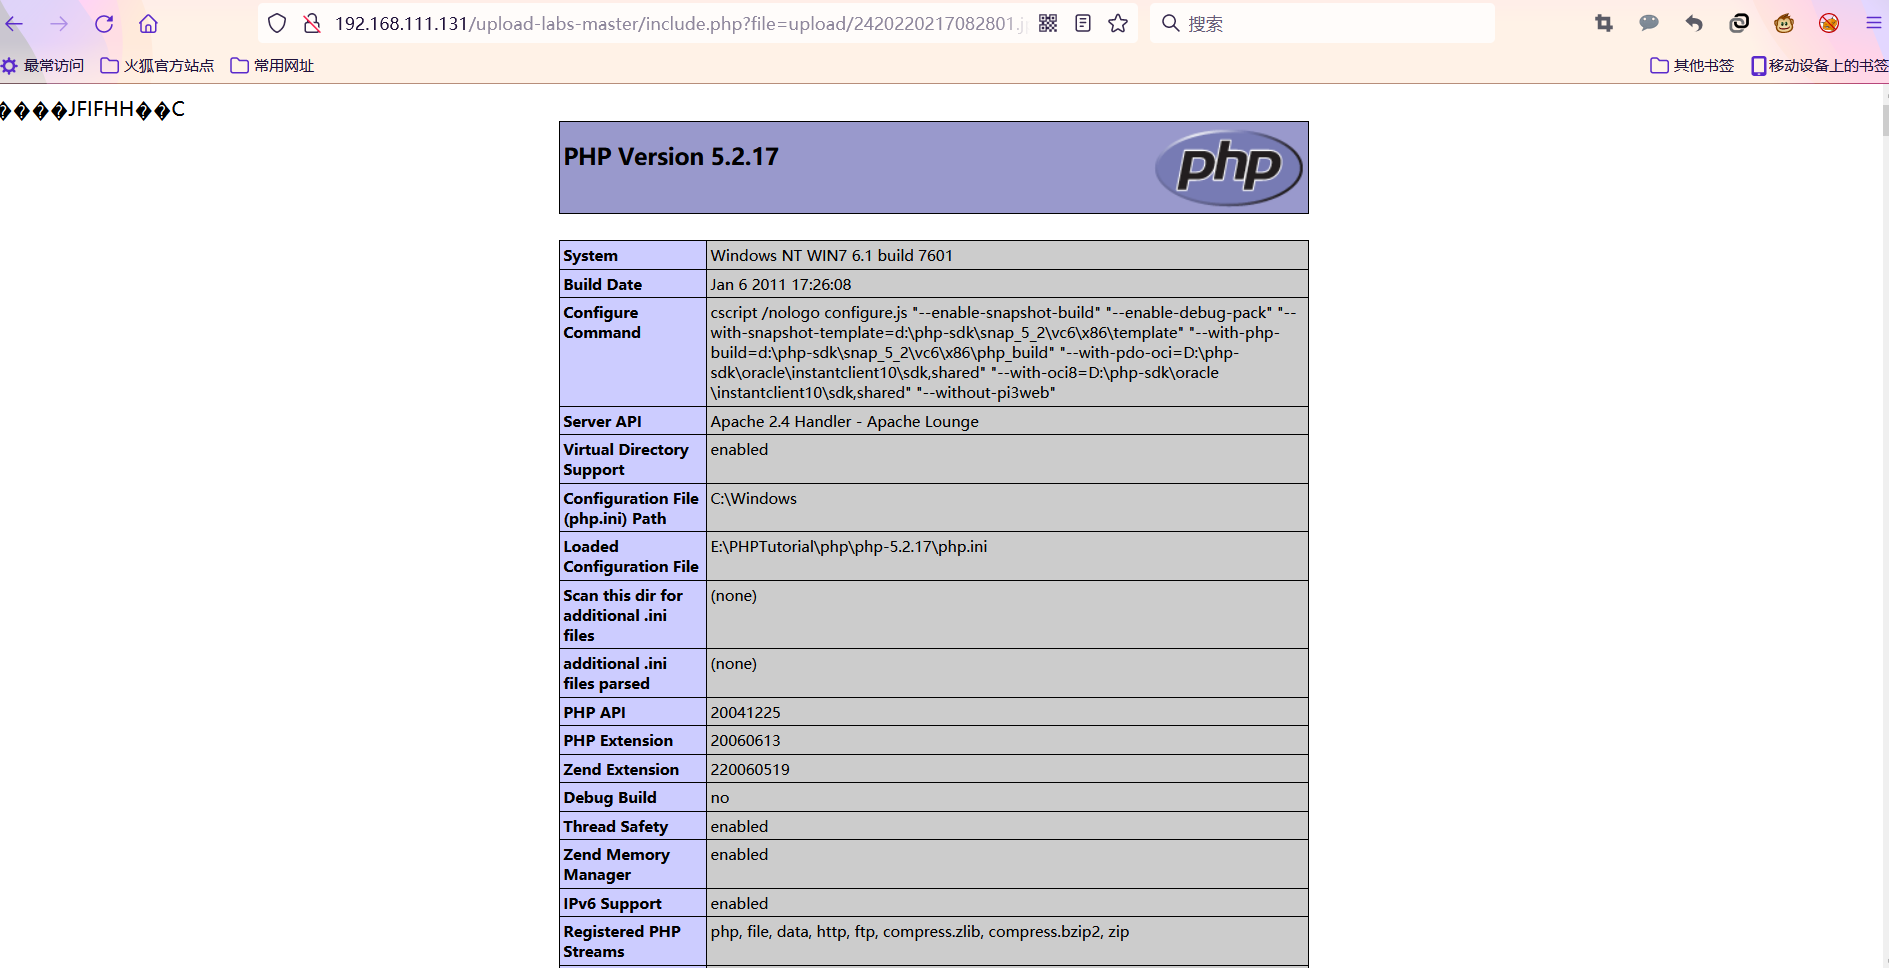 192.168.111.131/upload-labs-master/include.php?file=upload/2420220217082801.j
搜索
最常访问 火狐官方站点 常用网址 其他书签 移动设备上的书签
����JFIFHH��C
PHP Version 5.2.17
php
System Windows NT WIN7 6.1 build 7601
Build Date Jan 6 2011 17:26:08
Configure Command
cscript /nologo configure.js "--enable-snapshot-build" "--enable-debug-pack" "--
with-snapshot-template=d:\php-sdk\snap_5_2\vc6\x86\template" "--with-php-
build=d:\php-sdk\snap_5_2\vc6\x86\php_build" "--with-pdo-oci=D:\php-
sdk\oracle\instantclient10\sdk,shared" "--with-oci8=D:\php-sdk\oracle
\instantclient10\sdk,shared" "--without-pi3web"
Server API Apache 2.4 Handler - Apache Lounge
Virtual Directory
Support
enabled
Configuration File
(php.ini) Path
C:\Windows
Loaded
Configuration File
E:\PHPTutorial\php\php-5.2.17\php.ini
Scan this dir for
additional .ini
files
(none)
additional .ini
files parsed
(none)
PHP API 20041225
PHP Extension 20060613
Zend Extension 220060519
Debug Build no
Thread Safety enabled
Zend Memory
Manager
enabled
IPv6 Support enabled
Registered PHP
Streams
php, file, data, http, ftp, compress.zlib, compress.bzip2, zip